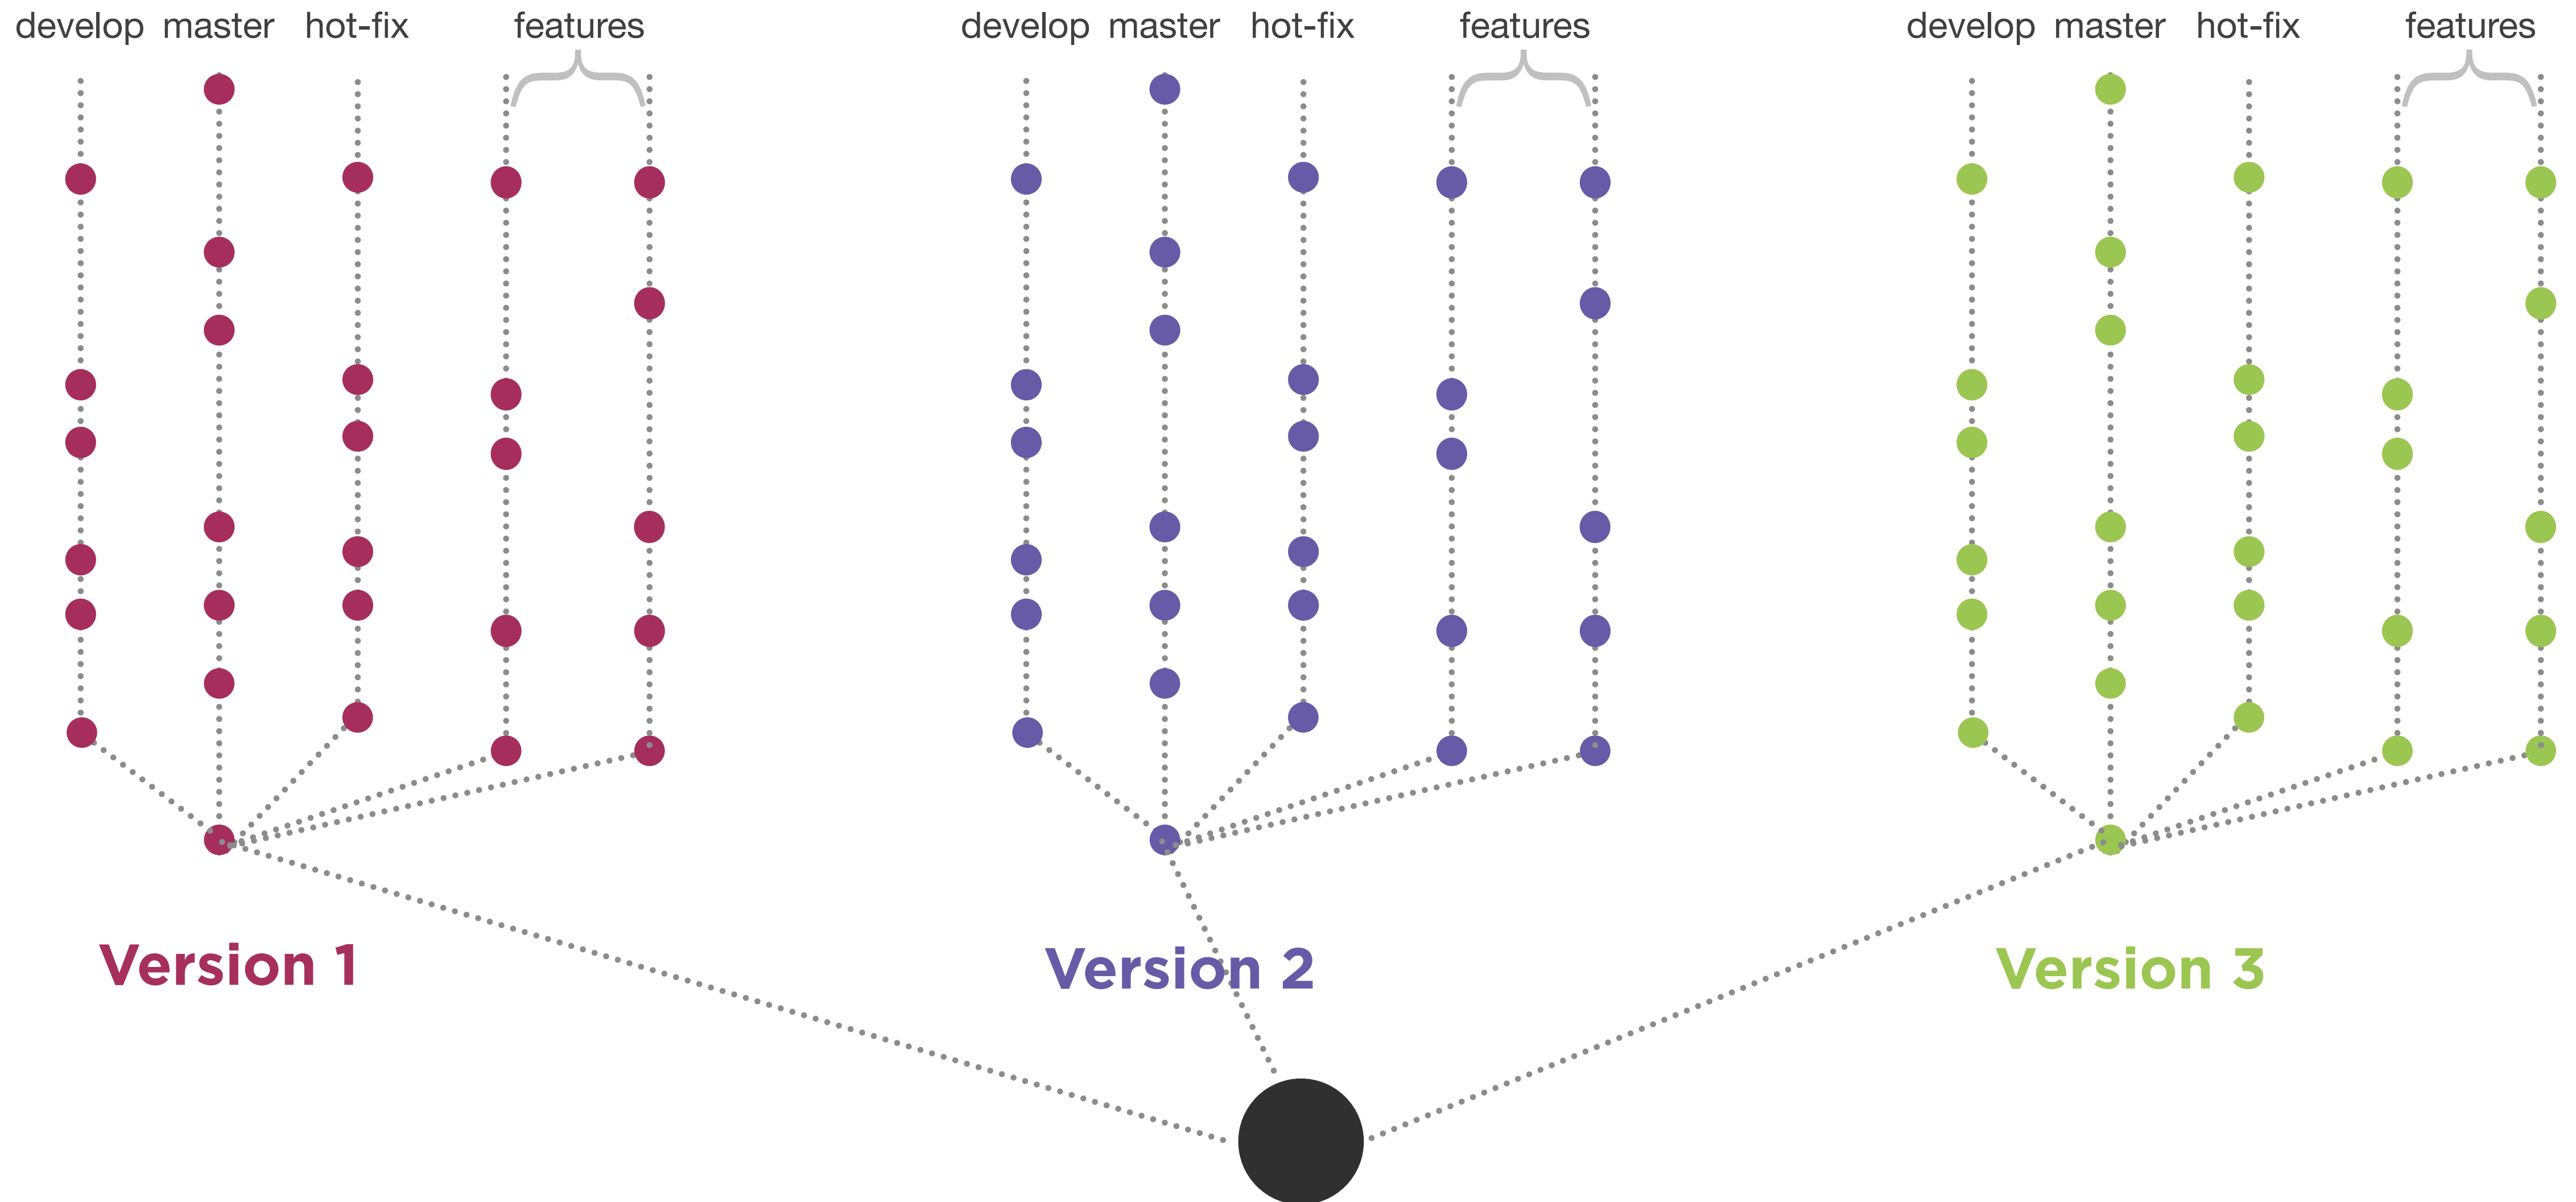 develop master hot-fix features
develop master hot-fix features
develop master hot-fix features
Version 1
Version 2
Version 3